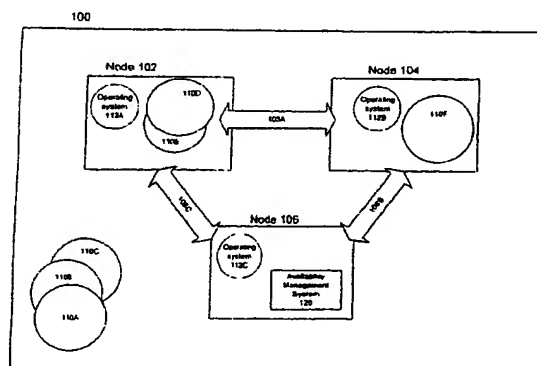 100
Node 102
Node 104
Operating
system
112A
110D
110E
103A
Operating
system
112B
110F
Node 106
Operating
system
112C
Availability
Management
System
120
110C
110B
110A